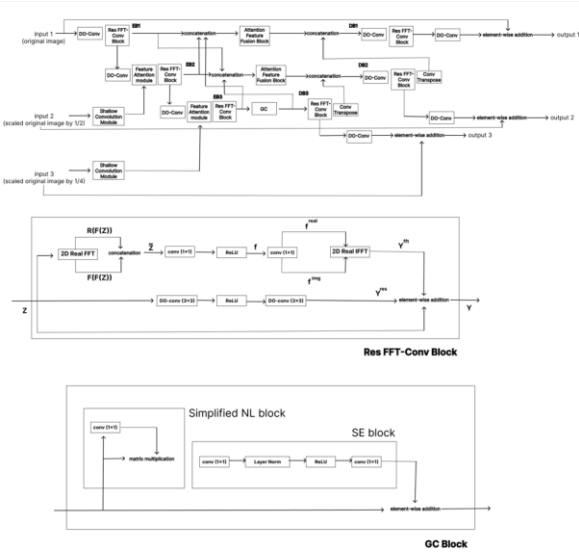 EB1
DB1
input 1
(original image)
DO-Conv
Res FFT-
Conv
Block
concatenation
Attention
Feature
Fusion Block
concatenation
DO-Conv
Res FFT-
Conv
Block
DO-Conv
element-wise addition
output 1
DO-Conv
Feature
Attention
module
Res FFT-
Conv
Block
EB2
concatenation
Attention
Feature
Fusion Block
concatenation
DB2
DO-Conv
Res FFT-
Conv
Block
Conv
Transpose
input 2
(scaled original image by 1/2)
Shallow
Convolution
Module
DO-Conv
Feature
Attention
module
EB3
Res FFT-
Conv
Block
GC
DB3
Res FFT-
Conv
Block
Conv
Transpose
DO-Conv
element-wise addition
output 2
DO-Conv
element-wise addition
output 3
input 3
(scaled original image by 1/4)
Shallow
Convolution
Module
R(F(Z))
2D Real FFT
concatenation
F(F(Z))
z̃
conv (1×1)
ReLU
f
conv (1×1)
f^real
f^img
2D Real IFFT
Y^fft
Z
DO-conv (3×3)
ReLU
DO-conv (3×3)
Y^res
element-wise addition
Y
Res FFT-Conv Block
Simplified NL block
conv (1×1)
matrix multiplication
SE block
conv (1×1)
Layer Norm
ReLU
conv (1×1)
element-wise addition
GC Block